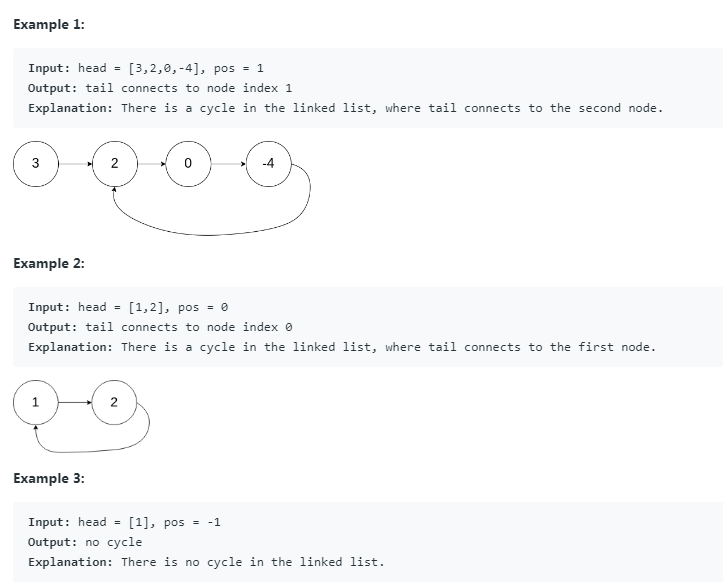 Example 1:
Input: head = [3,2,0,-4], pos = 1
Output: tail connects to node index 1
Explanation: There is a cycle in the linked list, where tail connects to the second node.
3 2 0 -4
Example 2:
Input: head = [1,2], pos = 0
Output: tail connects to node index 0
Explanation: There is a cycle in the linked list, where tail connects to the first node.
1 2
Example 3:
Input: head = [1], pos = -1
Output: no cycle
Explanation: There is no cycle in the linked list.